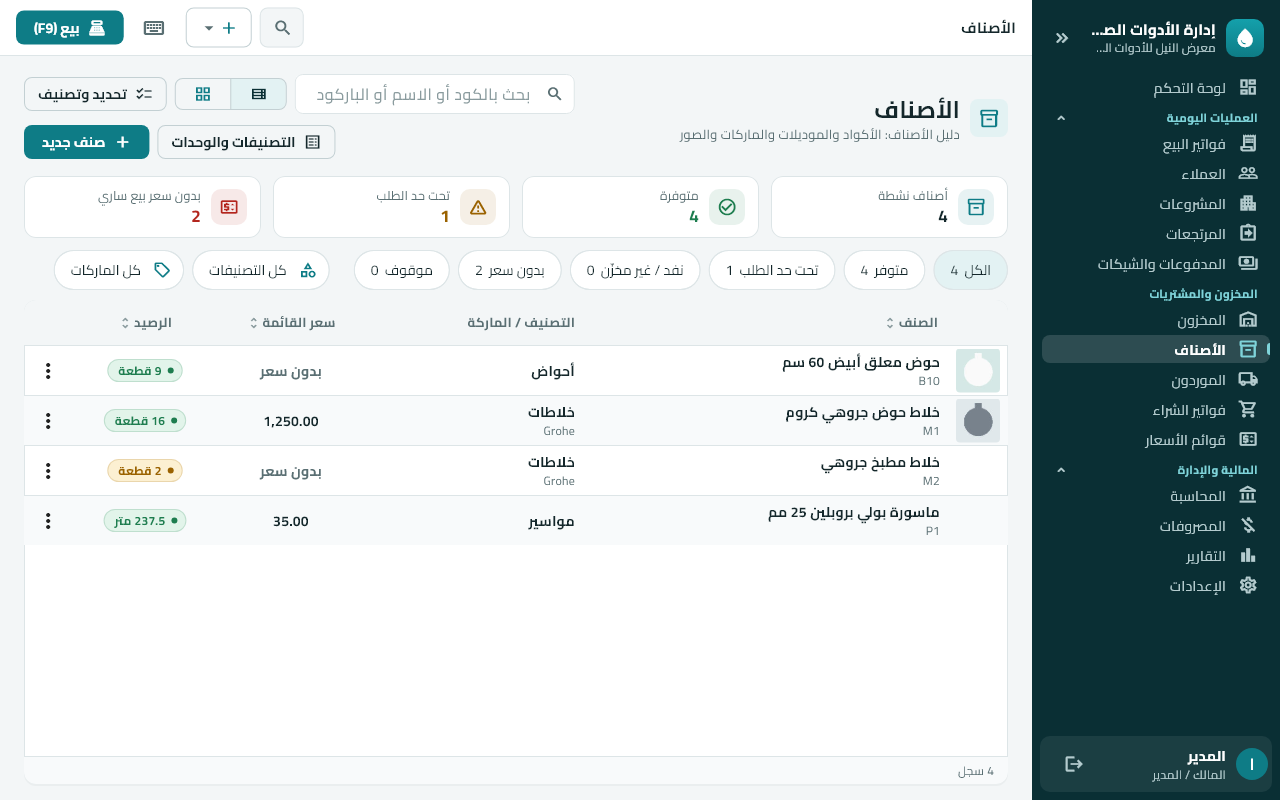 إدارة الأدوات الصـ...
معرض النيل للأدوات الـ...
لوحة التحكم
العمليات اليومية
فواتير البيع
العملاء
المشروعات
المرتجعات
المدفوعات والشيكات
المخزون والمشتريات
المخزون
الأصناف
الموردون
فواتير الشراء
قوائم الأسعار
المالية والإدارة
المحاسبة
المصروفات
التقارير
الإعدادات
ا
المدير
المالك / المدير
الأصناف
بيع (F9)
الأصناف
دليل الأصناف: الأكواد والموديلات والماركات والصور
بحث بالكود أو الاسم أو الباركود
تحديد وتصنيف
التصنيفات والوحدات
صنف جديد
أصناف نشطة
4
متوفرة
4
تحت حد الطلب
1
بدون سعر بيع ساري
2
الكل 4
متوفر 4
تحت حد الطلب 1
نفد / غير مخزّن 0
بدون سعر 2
موقوف 0
كل التصنيفات
كل الماركات
الصنف
التصنيف / الماركة
سعر القائمة
الرصيد
حوض معلق أبيض 60 سم
B10
أحواض
بدون سعر
9 قطعة
خلاط حوض جروهي كروم
M1
خلاطات
Grohe
1,250.00
16 قطعة
خلاط مطبخ جروهي
M2
خلاطات
Grohe
بدون سعر
2 قطعة
ماسورة بولي بروبلين 25 مم
P1
مواسير
35.00
237.5 متر
4 سجل